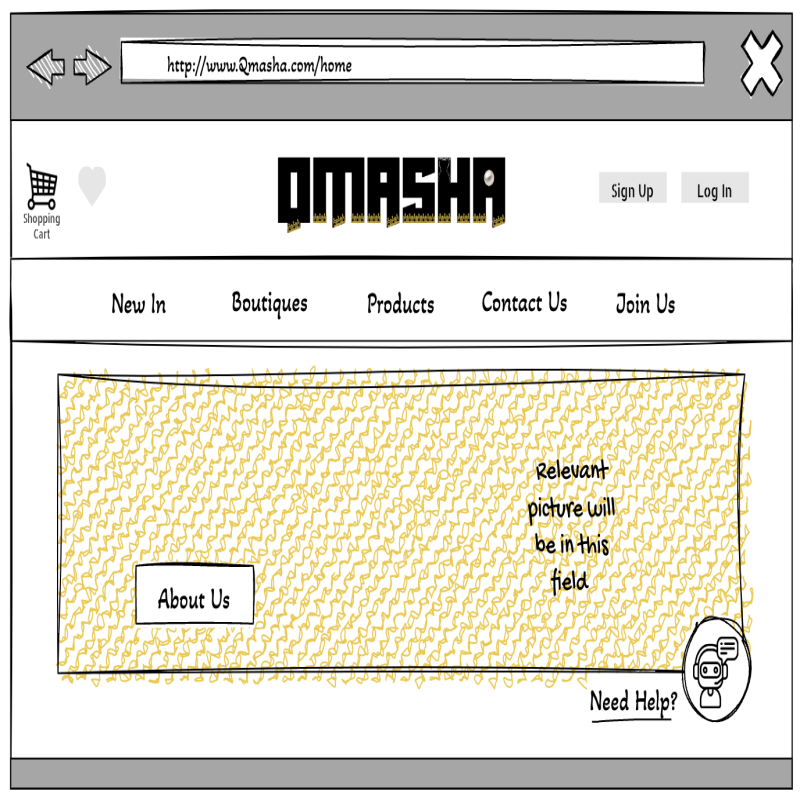 http://www.Qmasha.com/home
Shopping
Cart
QMASHA
Sign Up
Log In
New In
Boutiques
Products
Contact Us
Join Us
Relevant
picture will
be in this
field
About Us
Need Help?